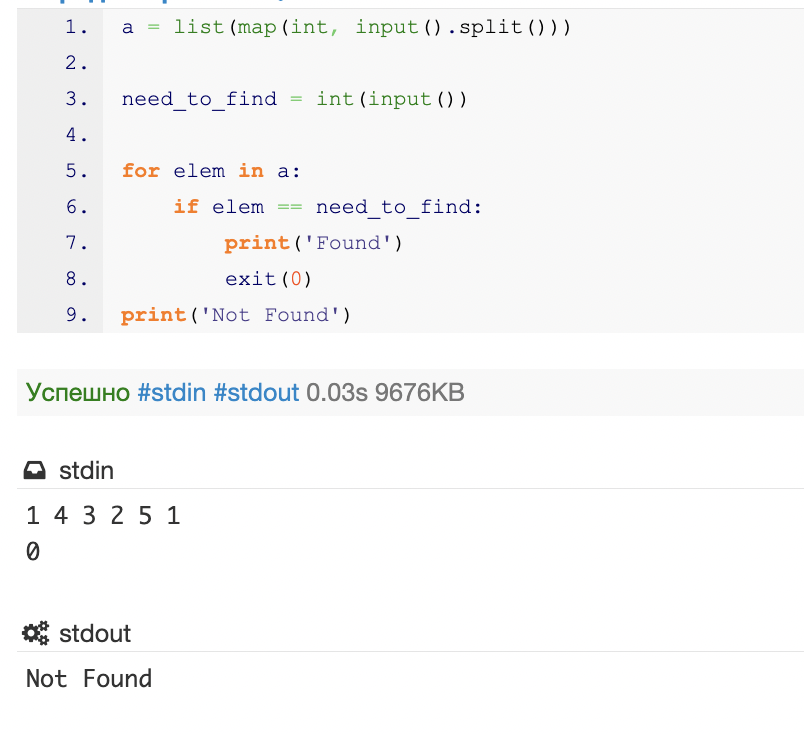 1. a = list(map(int, input().split()))
2.
3. need_to_find = int(input())
4.
5. for elem in a:
6.     if elem == need_to_find:
7.         print('Found')
8.         exit(0)
9. print('Not Found')
Успешно #stdin #stdout 0.03s 9676KB
stdin
1 4 3 2 5 1
0
stdout
Not Found